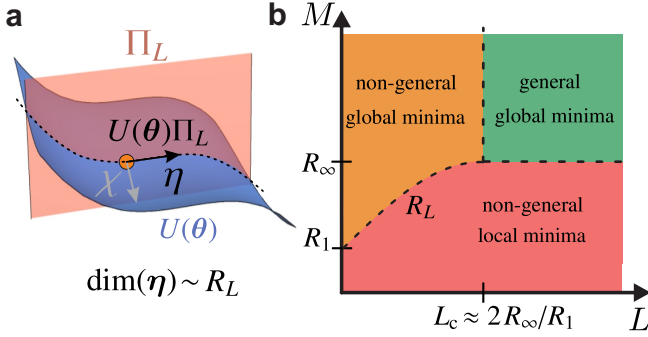 a
Π_L
U(θ)Π_L
χ
η
U(θ)
dim(η) ~ R_L
b
M
non-general
global minima
general
global minima
R_∞
R_L
non-general
local minima
R_1
L_c ≈ 2R_∞/R_1
L